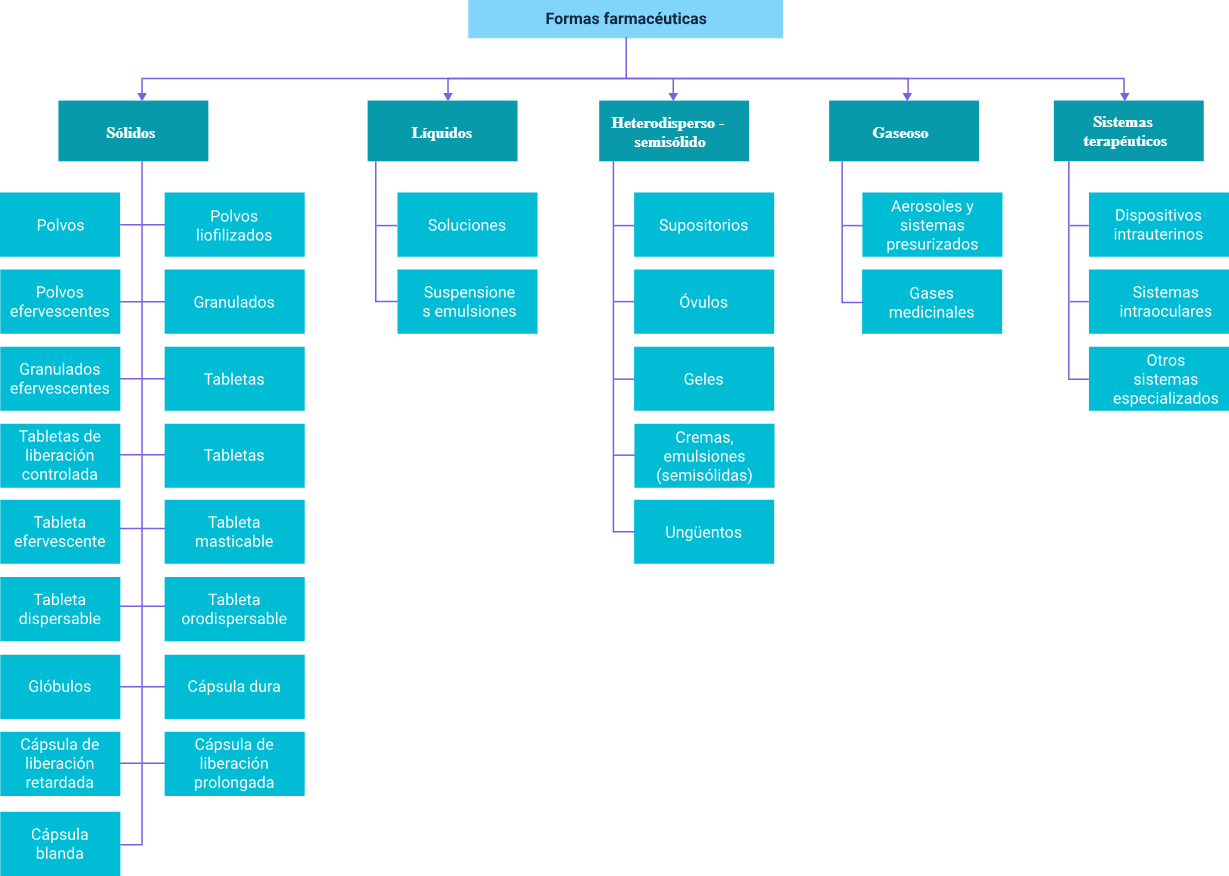 Formas farmacéuticas
Sólidos
Líquidos
Heterodisperso -
semisólido
Gaseoso
Sistemas
terapéuticos
Polvos
Polvos
liofilizados
Polvos
efervescentes
Granulados
Granulados
efervescentes
Tabletas
Tabletas de
liberación
controlada
Tabletas
Tableta
efervescente
Tableta
masticable
Tableta
dispersable
Tableta
orodispersable
Glóbulos
Cápsula dura
Cápsula de
liberación
retardada
Cápsula de
liberación
prolongada
Cápsula
blanda
Soluciones
Suspensione
s emulsiones
Supositorios
Óvulos
Geles
Cremas,
emulsiones
(semisólidas)
Ungüentos
Aerosoles y
sistemas
presurizados
Gases
medicinales
Dispositivos
intrauterinos
Sistemas
intraoculares
Otros
sistemas
especializados